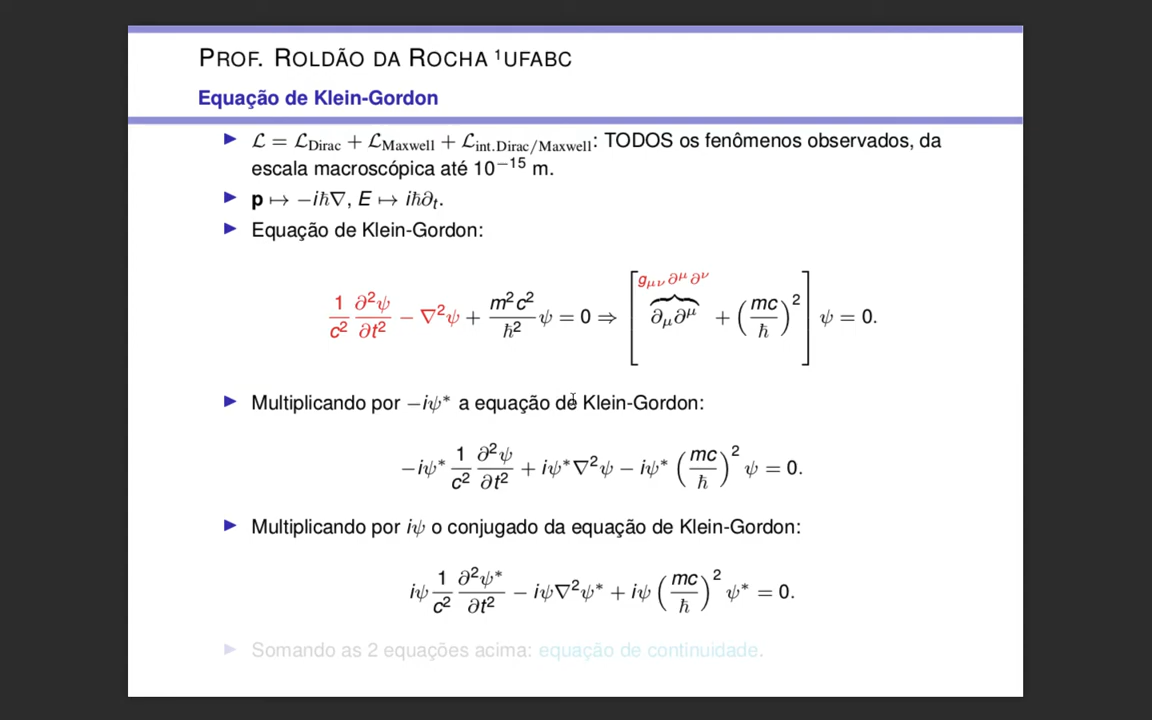 PROF. ROLDÃO DA ROCHA ¹UFABC
Equação de Klein-Gordon
▶ ℒ = ℒ_Dirac + ℒ_Maxwell + ℒ_int.Dirac/Maxwell: TODOS os fenômenos observados, da
escala macroscópica até 10⁻¹⁵ m.
▶ p ↦ −iħ∇, E ↦ iħ∂ₜ.
▶ Equação de Klein-Gordon:
1/c² ∂²ψ/∂t² − ∇²ψ + m²c²/ħ² ψ = 0 ⇒ [ ∂_μ∂^μ (g_μν ∂^μ ∂^ν) + (mc/ħ)² ] ψ = 0.
▶ Multiplicando por −iψ* a equação de Klein-Gordon:
−iψ* 1/c² ∂²ψ/∂t² + iψ*∇²ψ − iψ* (mc/ħ)² ψ = 0.
▶ Multiplicando por iψ o conjugado da equação de Klein-Gordon:
iψ 1/c² ∂²ψ*/∂t² − iψ∇²ψ* + iψ (mc/ħ)² ψ* = 0.
▶ Somando as 2 equações acima: equação de continuidade.